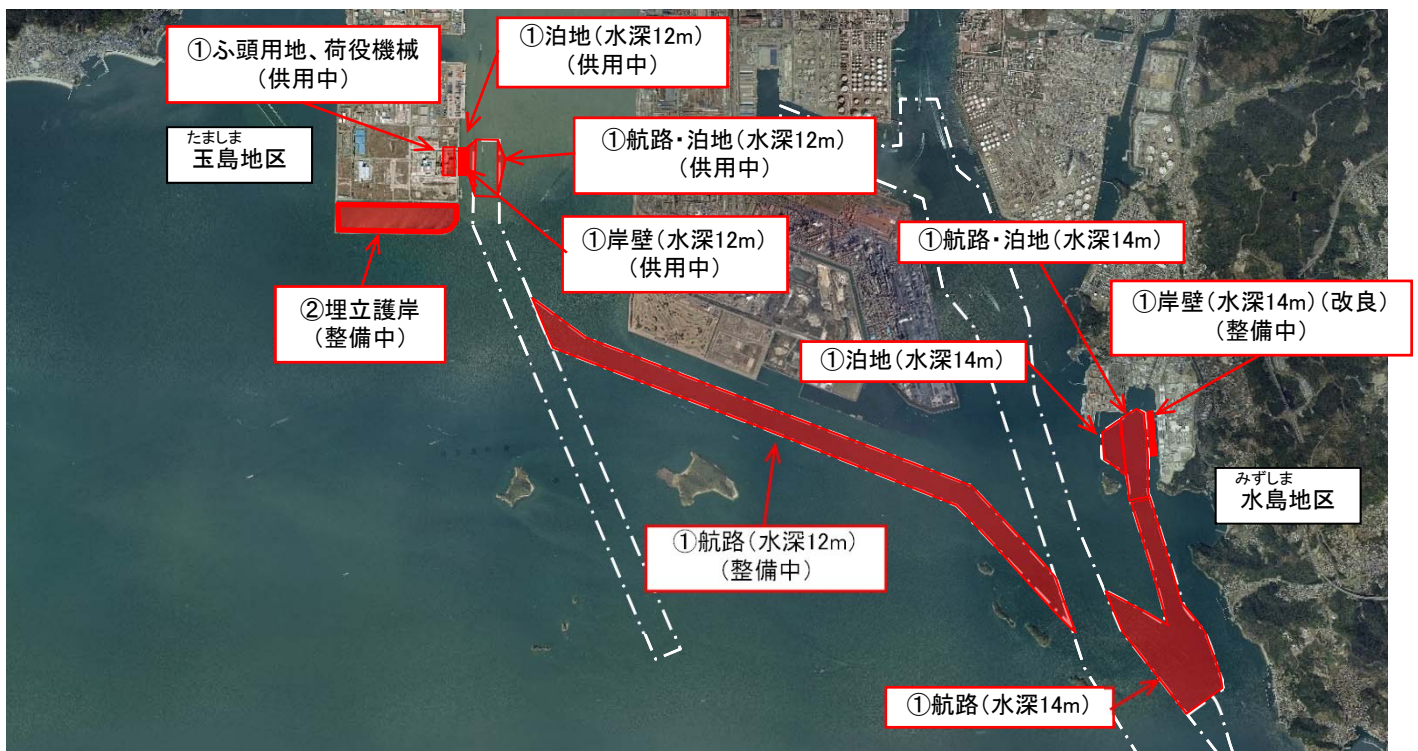 ①ふ頭用地、荷役機械
(供用中)
①泊地(水深12m)
(供用中)
たましま
玉島地区
①航路・泊地(水深12m)
(供用中)
①岸壁(水深12m)
(供用中)
②埋立護岸
(整備中)
①航路・泊地(水深14m)
①岸壁(水深14m)(改良)
(整備中)
①泊地(水深14m)
みずしま
水島地区
①航路(水深12m)
(整備中)
①航路(水深14m)